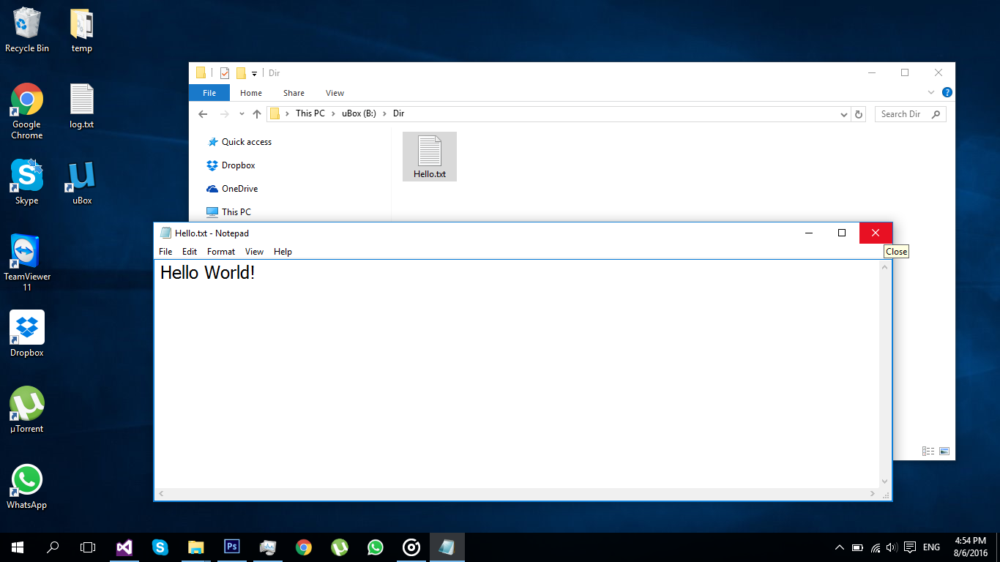 Recycle Bin
temp
Google
Chrome
log.txt
Skype
uBox
TeamViewer
11
Dropbox
µTorrent
WhatsApp
Dir
File Home Share View
This PC uBox (B:) Dir
Search Dir
Quick access
Dropbox
OneDrive
This PC
Hello.txt
Hello.txt - Notepad
File Edit Format View Help
Close
Hello World!
Ps
ENG
4:54 PM
8/6/2016